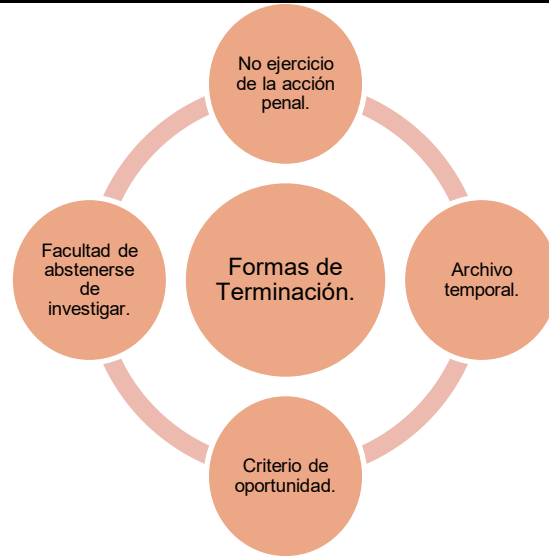 No ejercicio
de la acción
penal.
Facultad de
abstenerse
de
investigar.
Formas de
Terminación.
Archivo
temporal.
Criterio de
oportunidad.